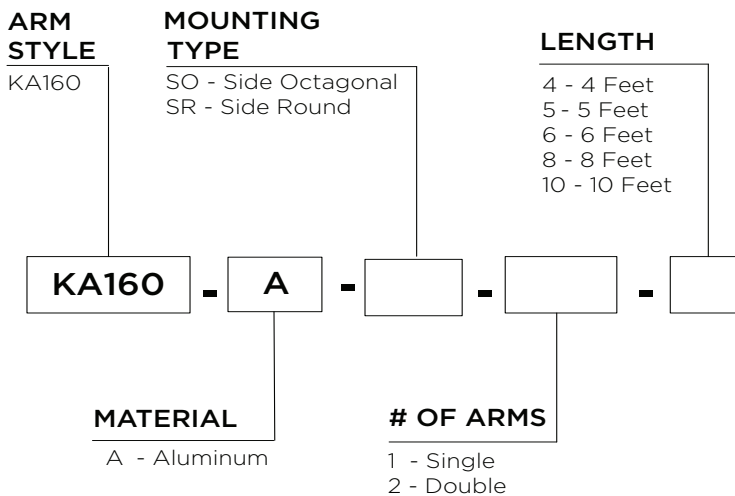 ARM
STYLE
KA160
MOUNTING
TYPE
SO - Side Octagonal
SR - Side Round
LENGTH
4 - 4 Feet
5 - 5 Feet
6 - 6 Feet
8 - 8 Feet
10 - 10 Feet
KA160 - A - - -
MATERIAL
A - Aluminum
# OF ARMS
1 - Single
2 - Double